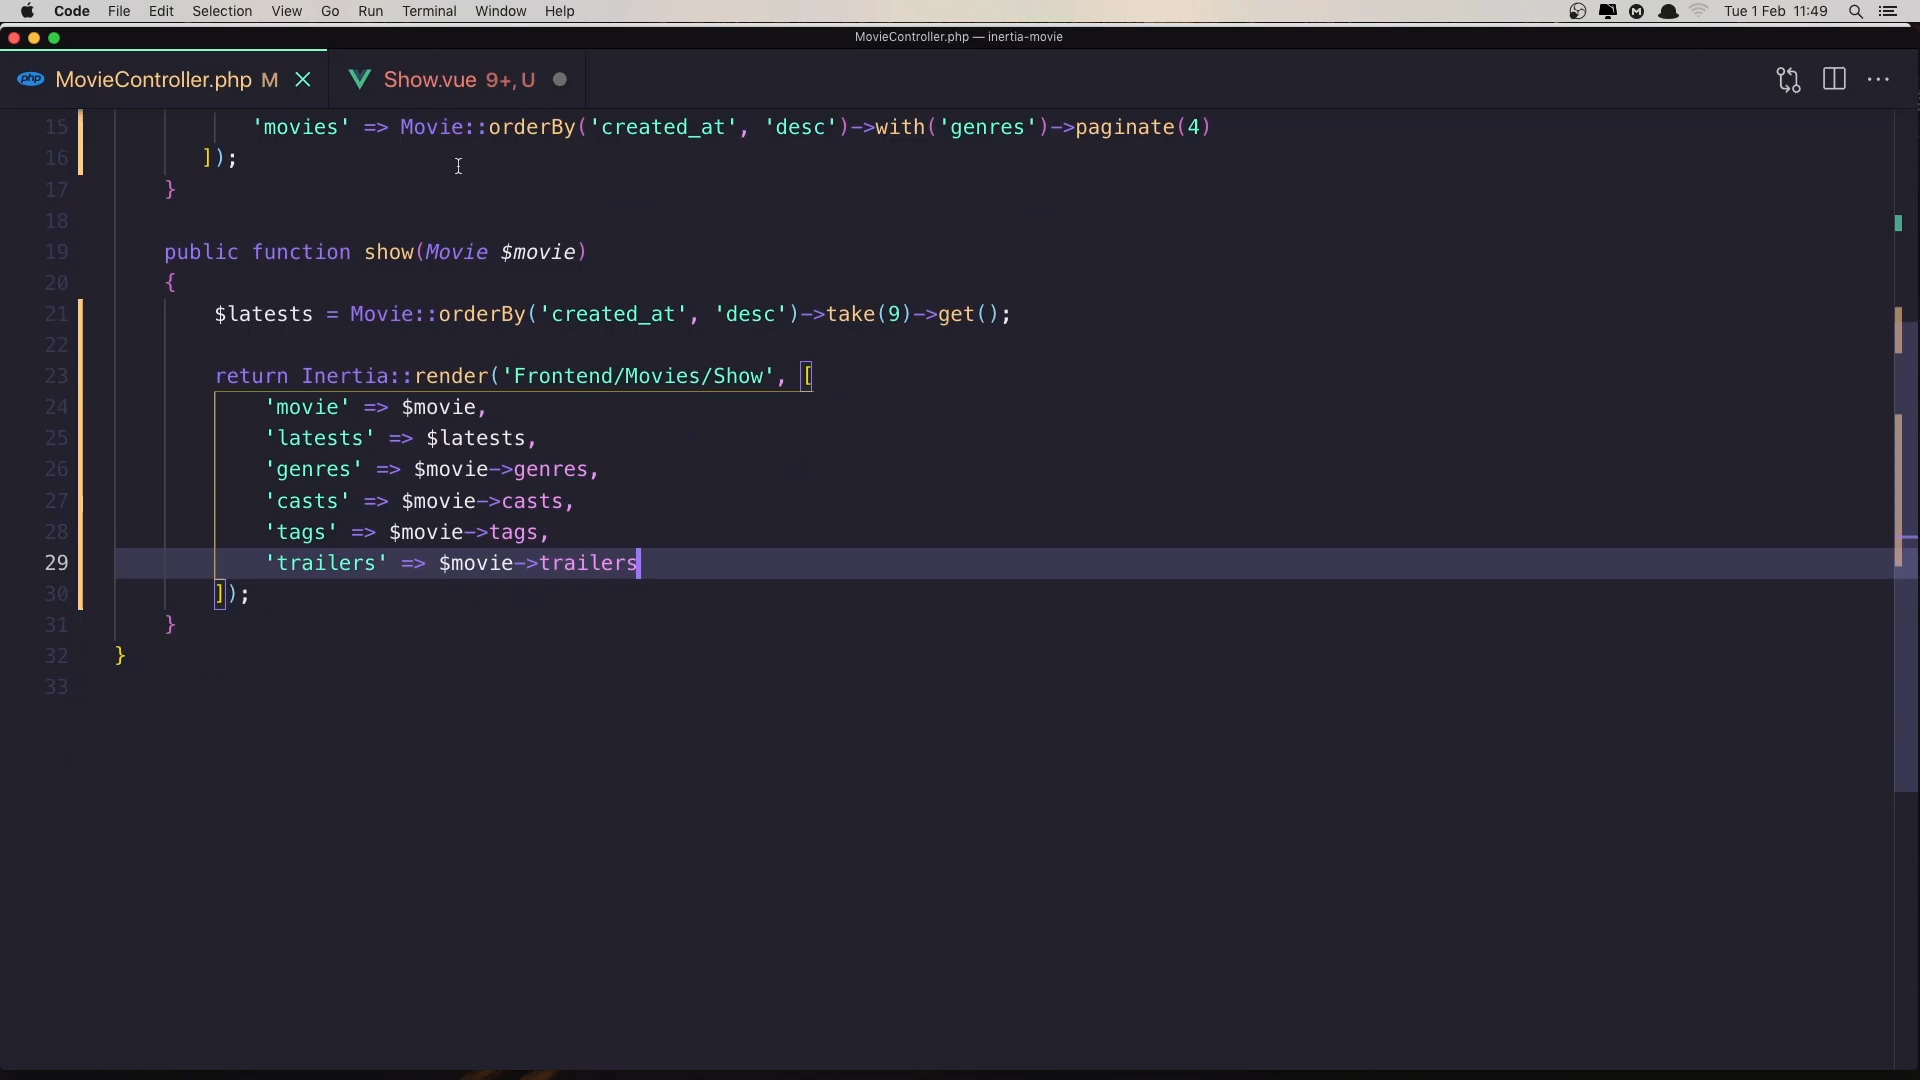 Code File Edit Selection View Go Run Terminal Window Help Tue 1 Feb 11:49
MovieController.php — inertia-movie
php MovieController.php M Show.vue 9+, U
15 'movies' => Movie::orderBy('created_at', 'desc')->with('genres')->paginate(4)
16 ]);
17 }
18
19 public function show(Movie $movie)
20 {
21 $latests = Movie::orderBy('created_at', 'desc')->take(9)->get();
22
23 return Inertia::render('Frontend/Movies/Show', [
24 'movie' => $movie,
25 'latests' => $latests,
26 'genres' => $movie->genres,
27 'casts' => $movie->casts,
28 'tags' => $movie->tags,
29 'trailers' => $movie->trailers
30 ]);
31 }
32 }
33